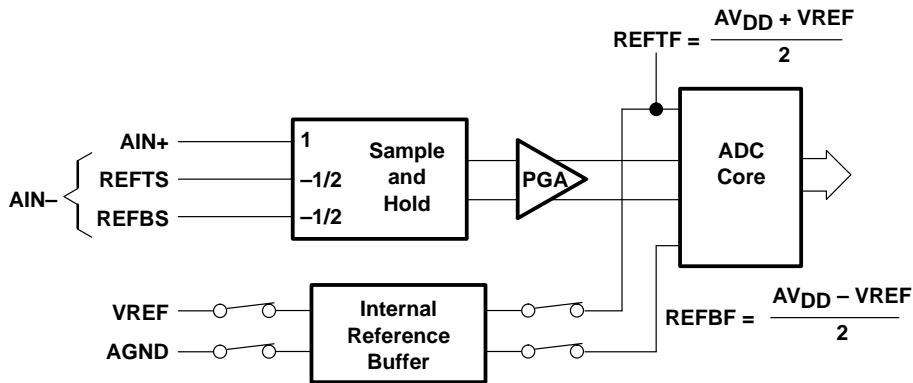 REFTF = AVDD + VREF
2
AIN+
REFTS
REFBS
AIN–
1
–1/2
–1/2
Sample
and
Hold
PGA
ADC
Core
VREF
AGND
Internal
Reference
Buffer
REFBF = AVDD – VREF
2